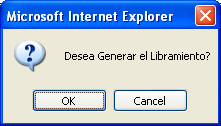 Microsoft Internet Explorer
Desea Generar el Libramiento?
OK
Cancel